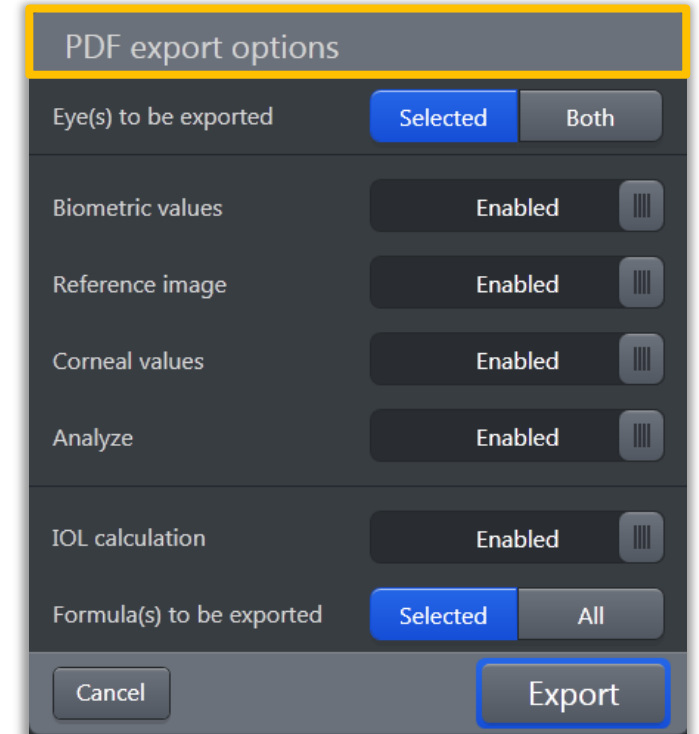 PDF export options
Eye(s) to be exported Selected Both
Biometric values Enabled
Reference image Enabled
Corneal values Enabled
Analyze Enabled
IOL calculation Enabled
Formula(s) to be exported Selected All
Cancel Export